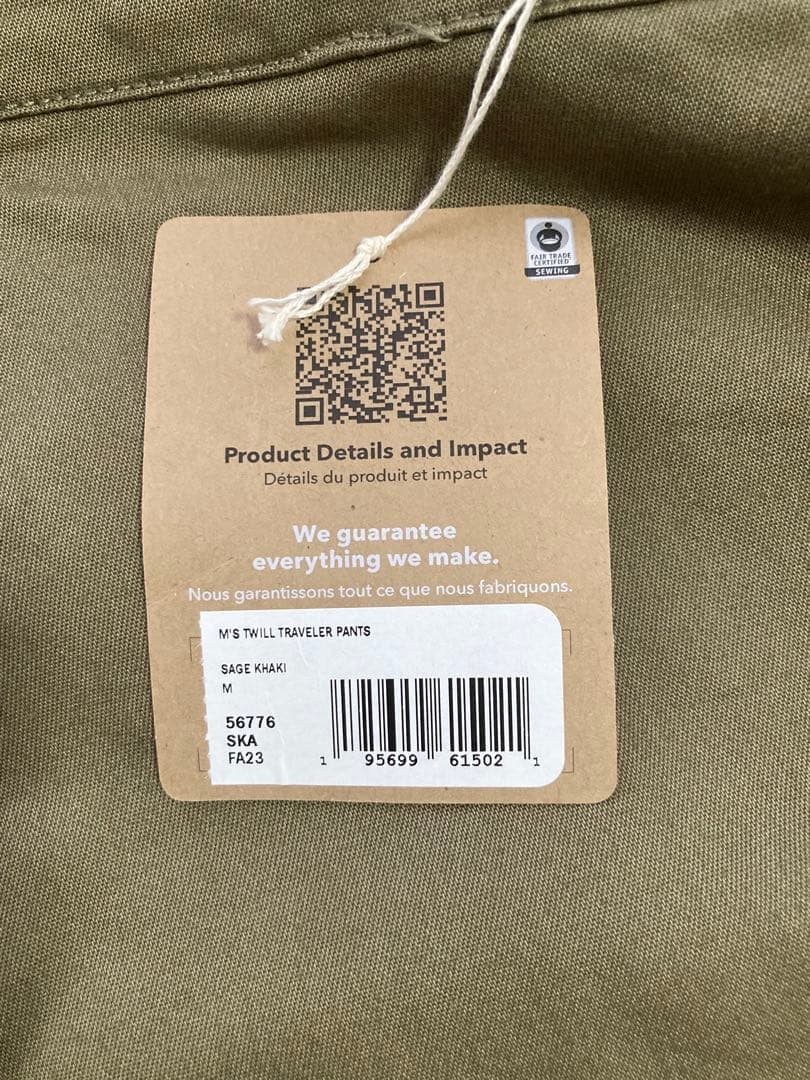 FAIR TRADE
CERTIFIED
SEWING
Product Details and Impact
Détails du produit et impact
We guarantee
everything we make.
Nous garantissons tout ce que nous fabriquons.
M'S TWILL TRAVELER PANTS
SAGE KHAKI
M
56776
SKA
FA23
1 95699 61502 1